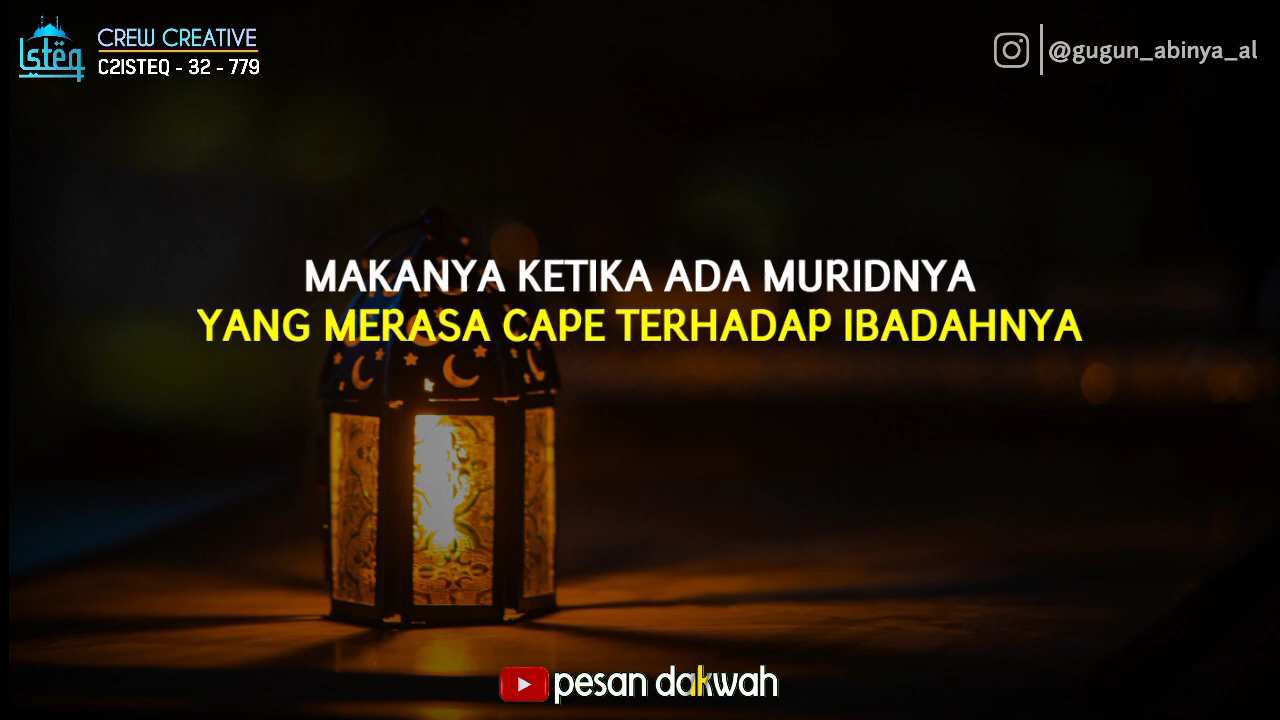 Isteq
CREW CREATIVE
C2ISTEQ - 32 - 779
@gugun_abinya_al
MAKANYA KETIKA ADA MURIDNYA
YANG MERASA CAPE TERHADAP IBADAHNYA
pesan dakwah